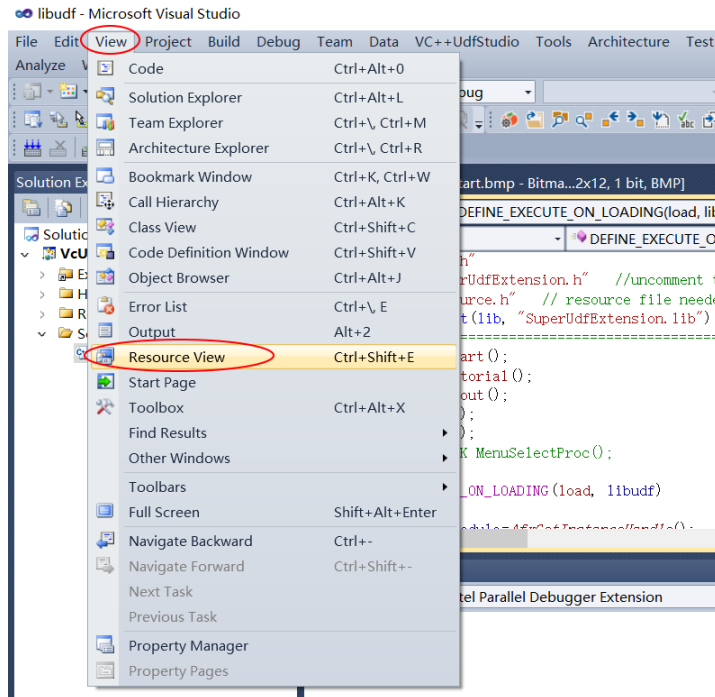 libudf - Microsoft Visual Studio
File Edit View Project Build Debug Team Data VC++UdfStudio Tools Architecture Test
Analyze
Code Ctrl+Alt+0
Solution Explorer Ctrl+Alt+L
Team Explorer Ctrl+\, Ctrl+M
Architecture Explorer Ctrl+\, Ctrl+R
Bookmark Window Ctrl+K, Ctrl+W
Call Hierarchy Ctrl+Alt+K
Class View Ctrl+Shift+C
Code Definition Window Ctrl+Shift+V
Object Browser Ctrl+Alt+J
Error List Ctrl+\, E
Output Alt+2
Resource View Ctrl+Shift+E
Start Page
Toolbox Ctrl+Alt+X
Find Results
Other Windows
Toolbars
Full Screen Shift+Alt+Enter
Navigate Backward Ctrl+-
Navigate Forward Ctrl+Shift+-
Next Task
Previous Task
Property Manager
Property Pages
Solution Ex
Solutic
VcU
bug
tart.bmp - Bitma...2x12, 1 bit, BMP]
DEFINE_EXECUTE_ON_LOADING(load, lib
DEFINE_EXECUTE_O
h"
rUdfExtension.h" //uncomment t
urce.h" // resource file neede
t(lib, "SuperUdfExtension.lib")
art();
torial();
out();
);
);
K MenuSelectProc();
_ON_LOADING(load, libudf)
odule=AfxGetInstanceHandle();
tel Parallel Debugger Extension